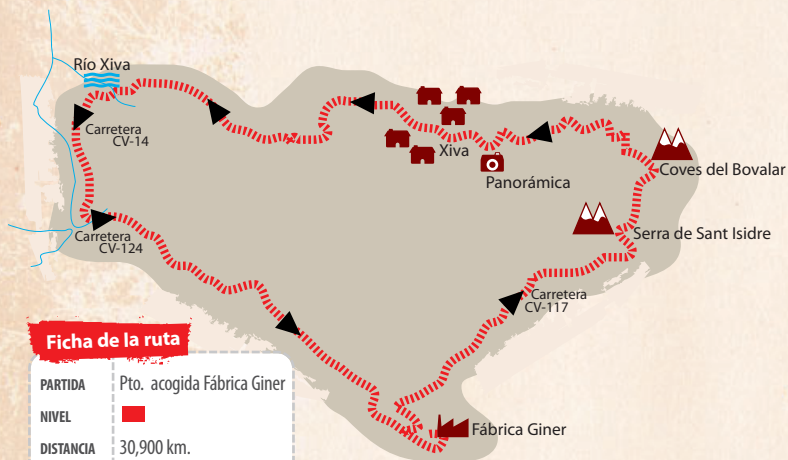 Río Xiva
Carretera
CV-14
Xiva
Panorámica
Coves del Bovalar
Serra de Sant Isidre
Carretera
CV-124
Carretera
CV-117
Fábrica Giner
Ficha de la ruta
PARTIDA Pto. acogida Fábrica Giner
NIVEL
DISTANCIA 30,900 km.